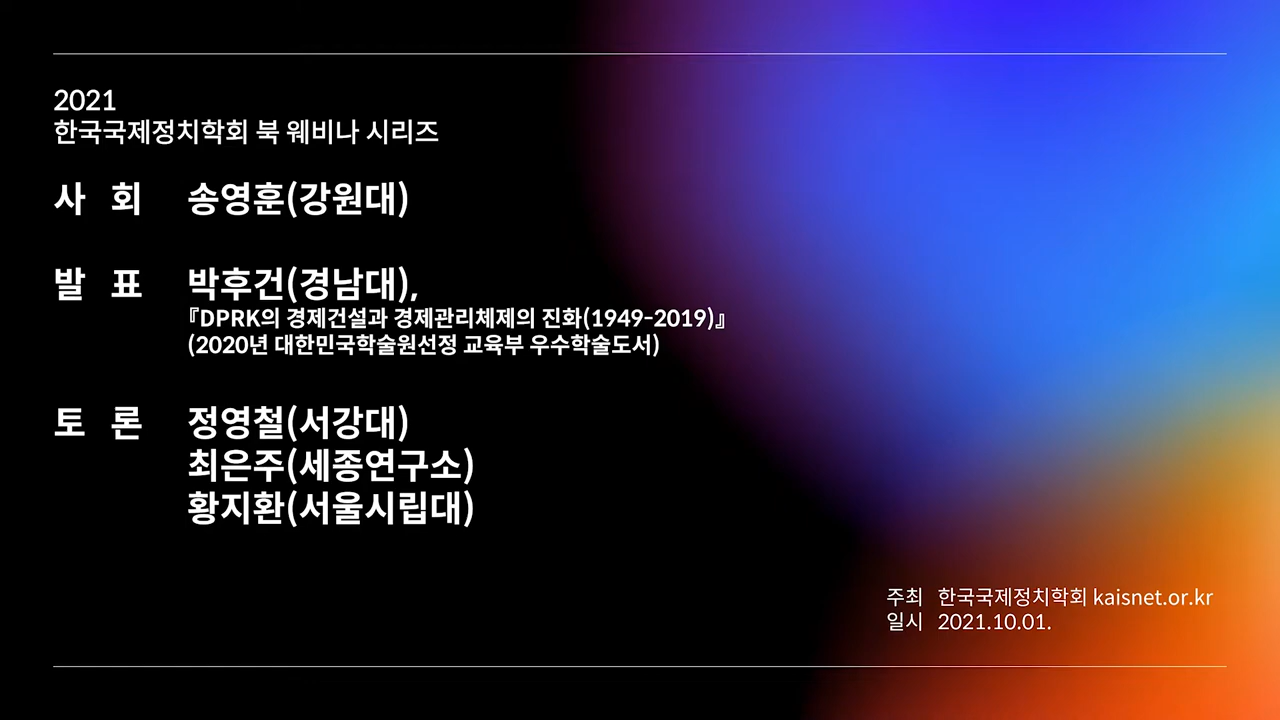 2021
한국국제정치학회 북 웨비나 시리즈
사 회 송영훈(강원대)
발 표 박후건(경남대),
『DPRK의 경제건설과 경제관리체제의 진화(1949-2019)』
(2020년 대한민국학술원선정 교육부 우수학술도서)
토 론 정영철(서강대)
최은주(세종연구소)
황지환(서울시립대)
주최 한국국제정치학회 kaisnet.or.kr
일시 2021.10.01.